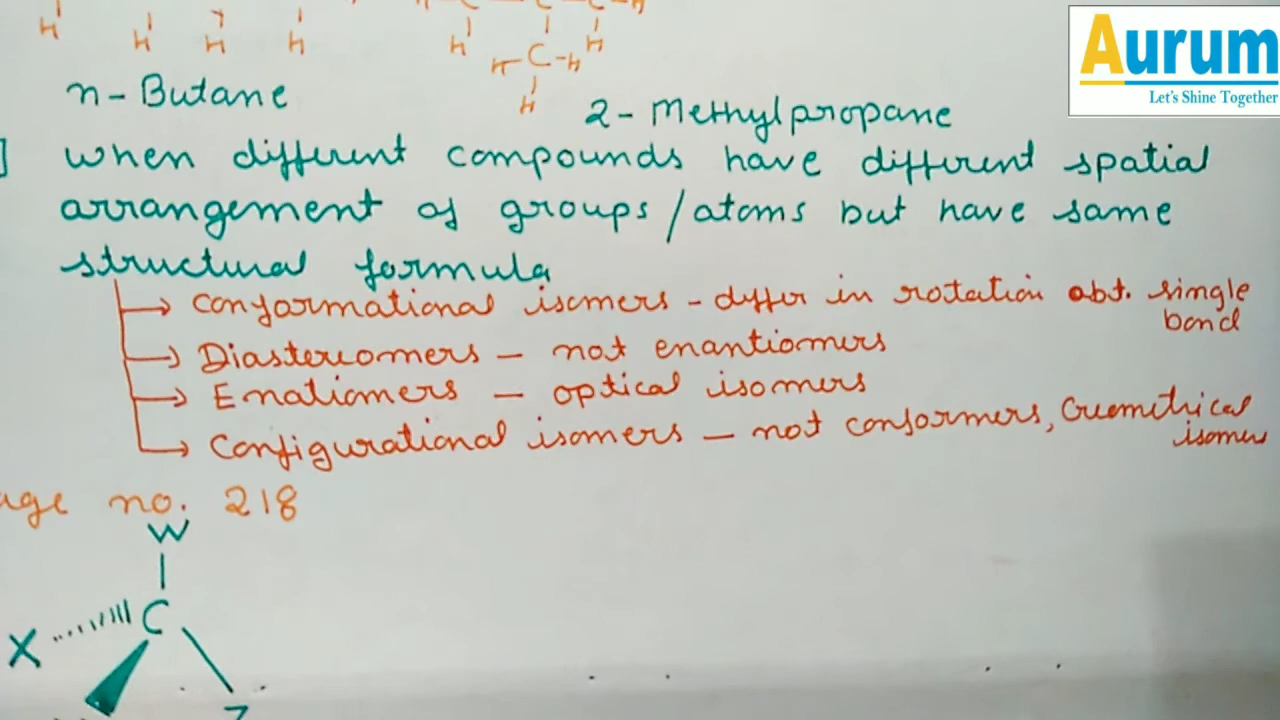 H H H H H C H H
H
n-Butane
2-Methylpropane
Aurum
Let's Shine Together
] when different compounds have different spatial
arrangement of groups/atoms but have same
structural formula
→ Conformational isomers - differ in rotation abt. single
bond
→ Diastereomers - not enantiomers
→ Enatiomers - optical isomers
→ Configurational isomers - not conformers, Geometrical
isomers
age no. 218
W
C
X
Z